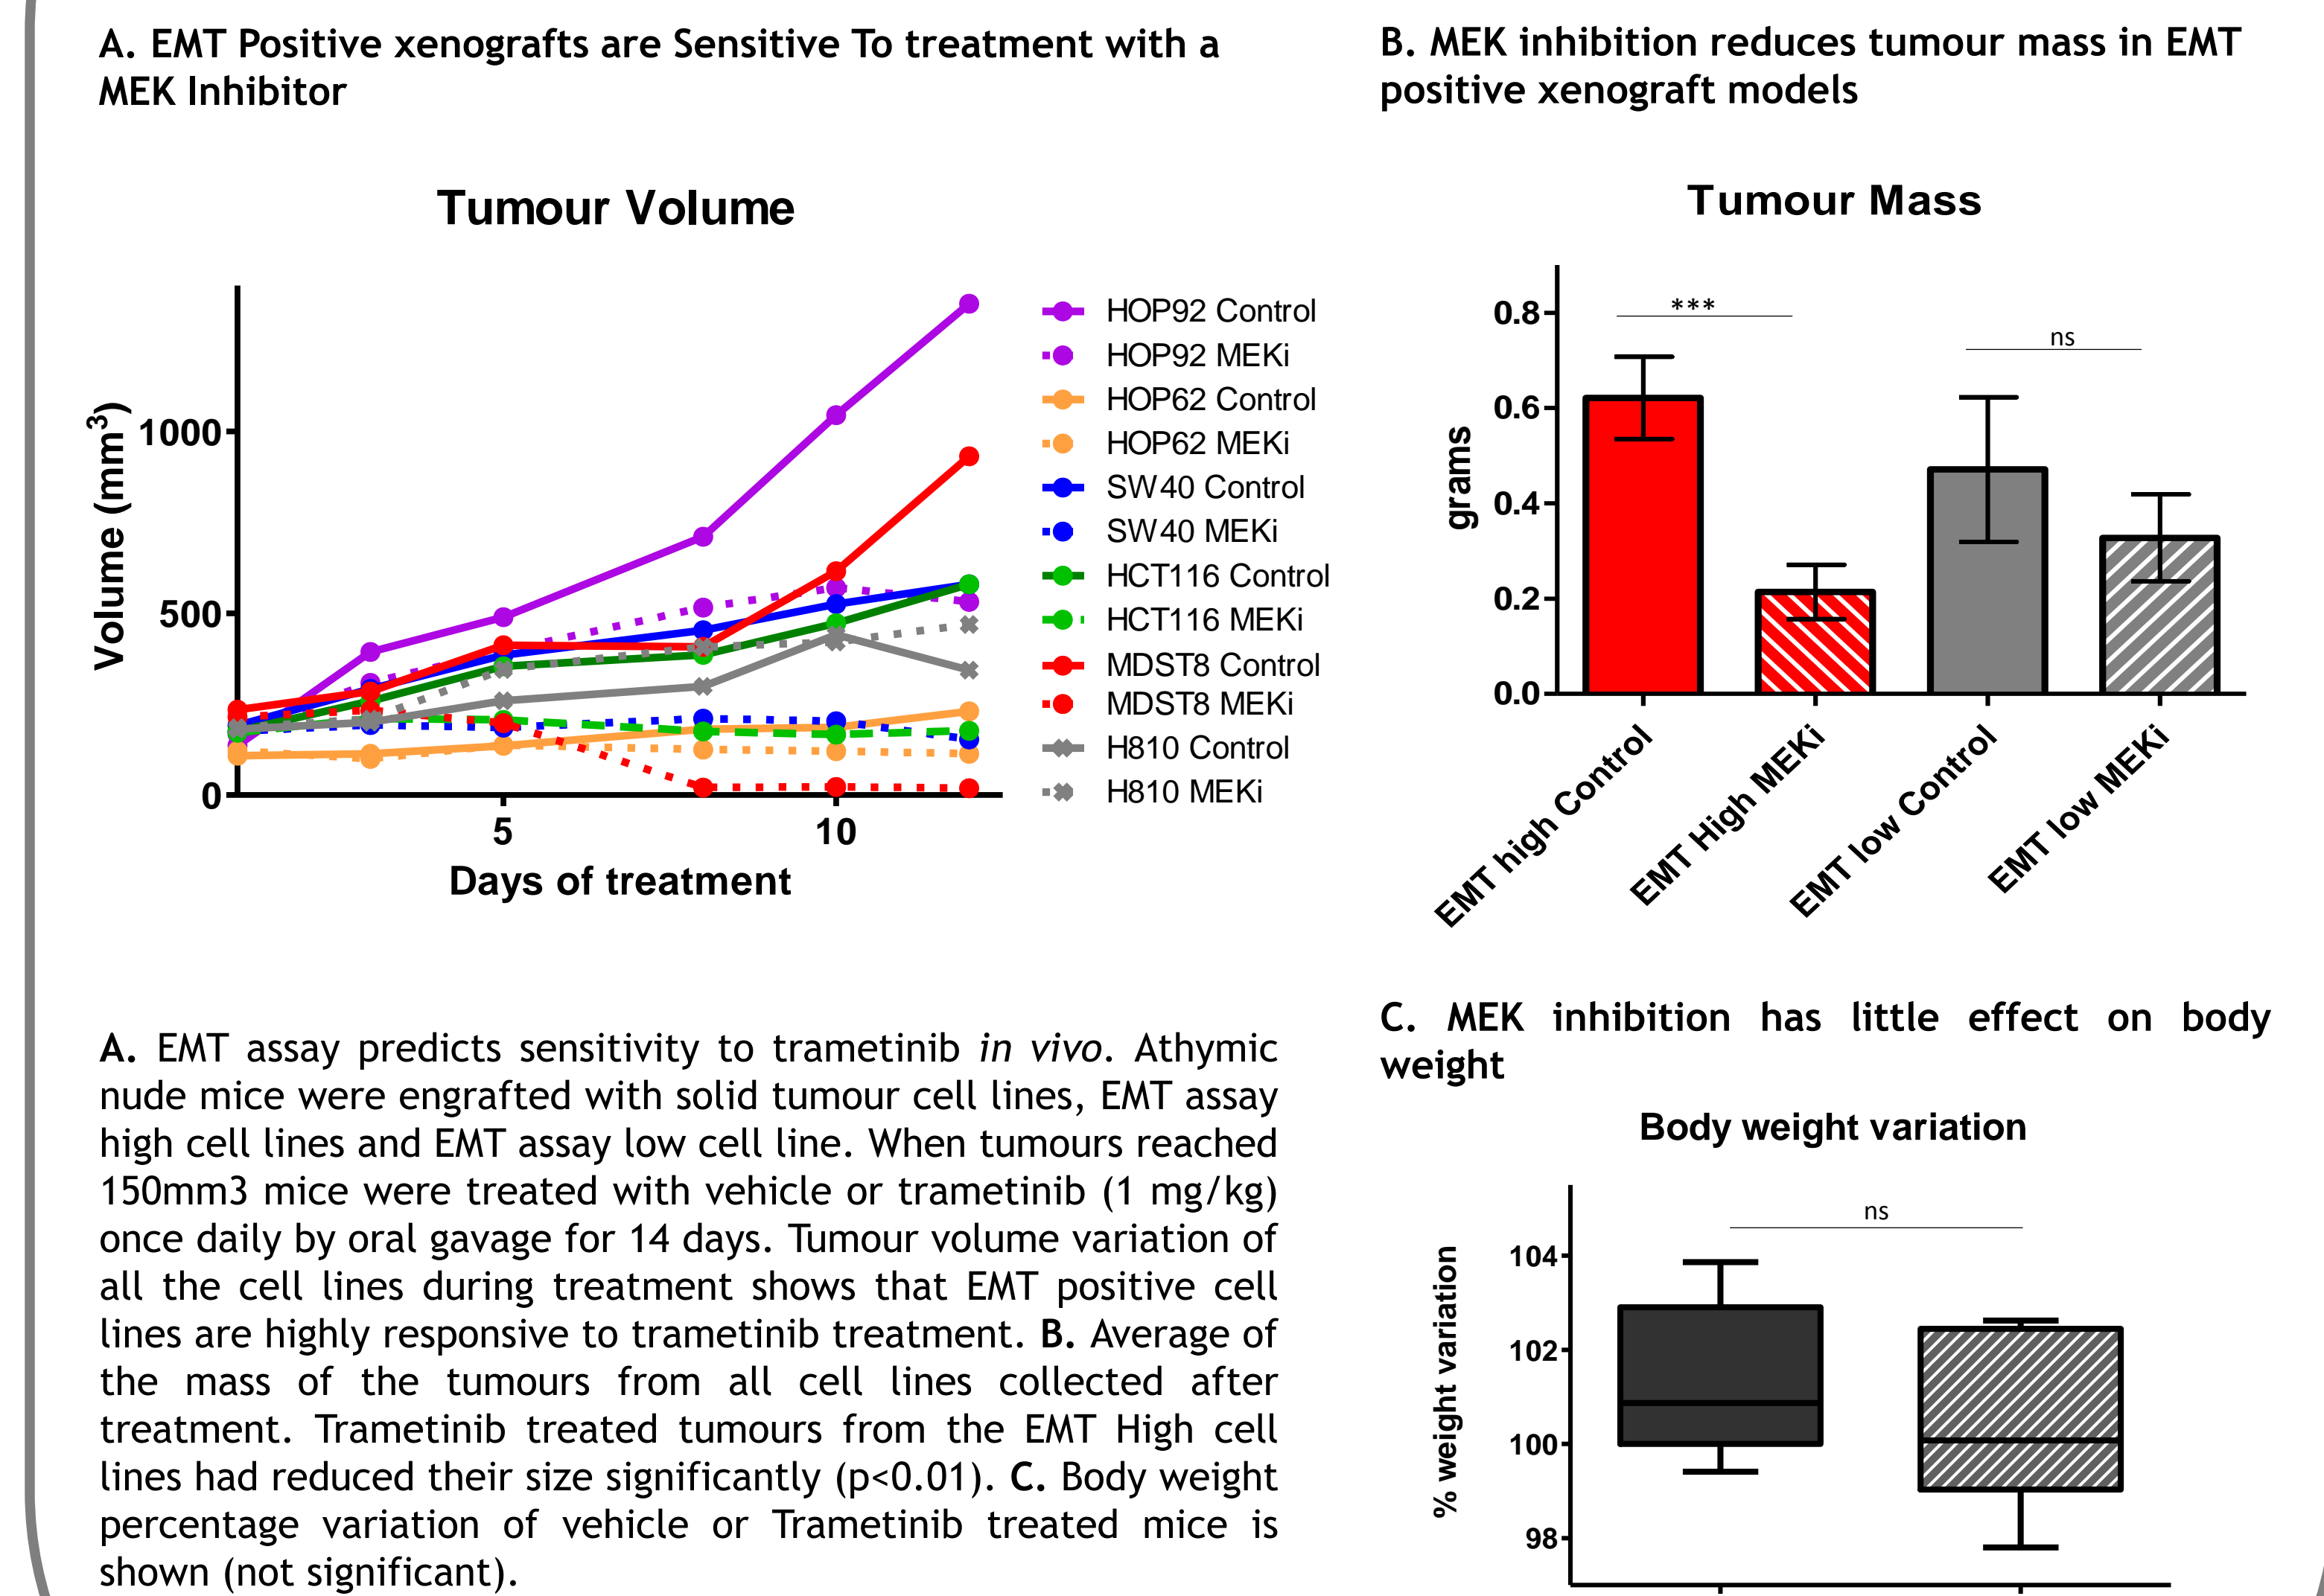 A. EMT Positive xenografts are Sensitive To treatment with a
MEK Inhibitor
Tumour Volume
Volume (mm3)
1000
500
0
5
10
Days of treatment
HOP92 Control
HOP92 MEKi
HOP62 Control
HOP62 MEKi
SW40 Control
SW40 MEKi
HCT116 Control
HCT116 MEKi
MDST8 Control
MDST8 MEKi
H810 Control
H810 MEKi
A. EMT assay predicts sensitivity to trametinib in vivo. Athymic
nude mice were engrafted with solid tumour cell lines, EMT assay
high cell lines and EMT assay low cell line. When tumours reached
150mm3 mice were treated with vehicle or trametinib (1 mg/kg)
once daily by oral gavage for 14 days. Tumour volume variation of
all the cell lines during treatment shows that EMT positive cell
lines are highly responsive to trametinib treatment. B. Average of
the mass of the tumours from all cell lines collected after
treatment. Trametinib treated tumours from the EMT High cell
lines had reduced their size significantly (p<0.01). C. Body weight
percentage variation of vehicle or Trametinib treated mice is
shown (not significant).
B. MEK inhibition reduces tumour mass in EMT
positive xenograft models
Tumour Mass
grams
0.8
0.6
0.4
0.2
0.0
***
ns
EMT high Control
EMT High MEKi
EMT low Control
EMT low MEKi
C. MEK inhibition has little effect on body
weight
Body weight variation
% weight variation
104
102
100
98
ns